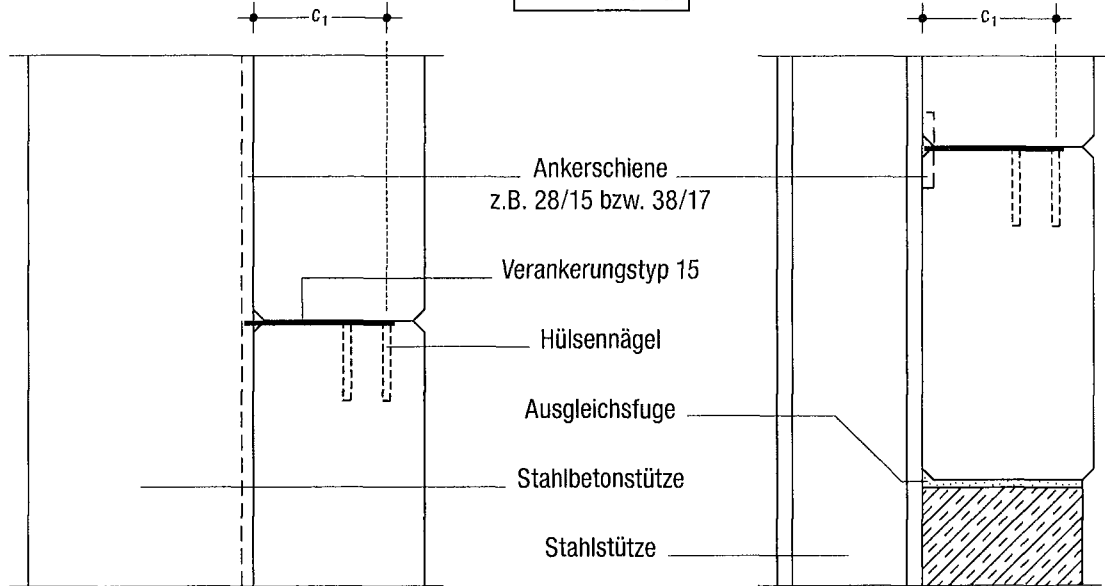 c1
c1
Ankerschiene
z.B. 28/15 bzw. 38/17
Verankerungstyp 15
Hülsennägel
Ausgleichsfuge
Stahlbetonstütze
Stahlstütze